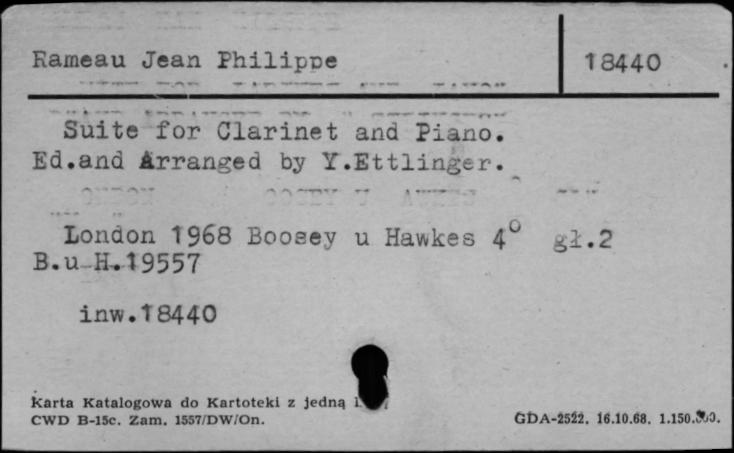 Rameau Jean Philippe
18440
Suite for Clarinet and Piano.
Ed.and Arranged by Y.Ettlinger.
London 1968 Boosey u Hawkes 4° gł.2
B.u H.19557
inw.18440
Karta Katalogowa do Kartoteki z jedną
CWD B-15c. Zam. 1557/DW/On.
GDA-2522. 16.10.68.